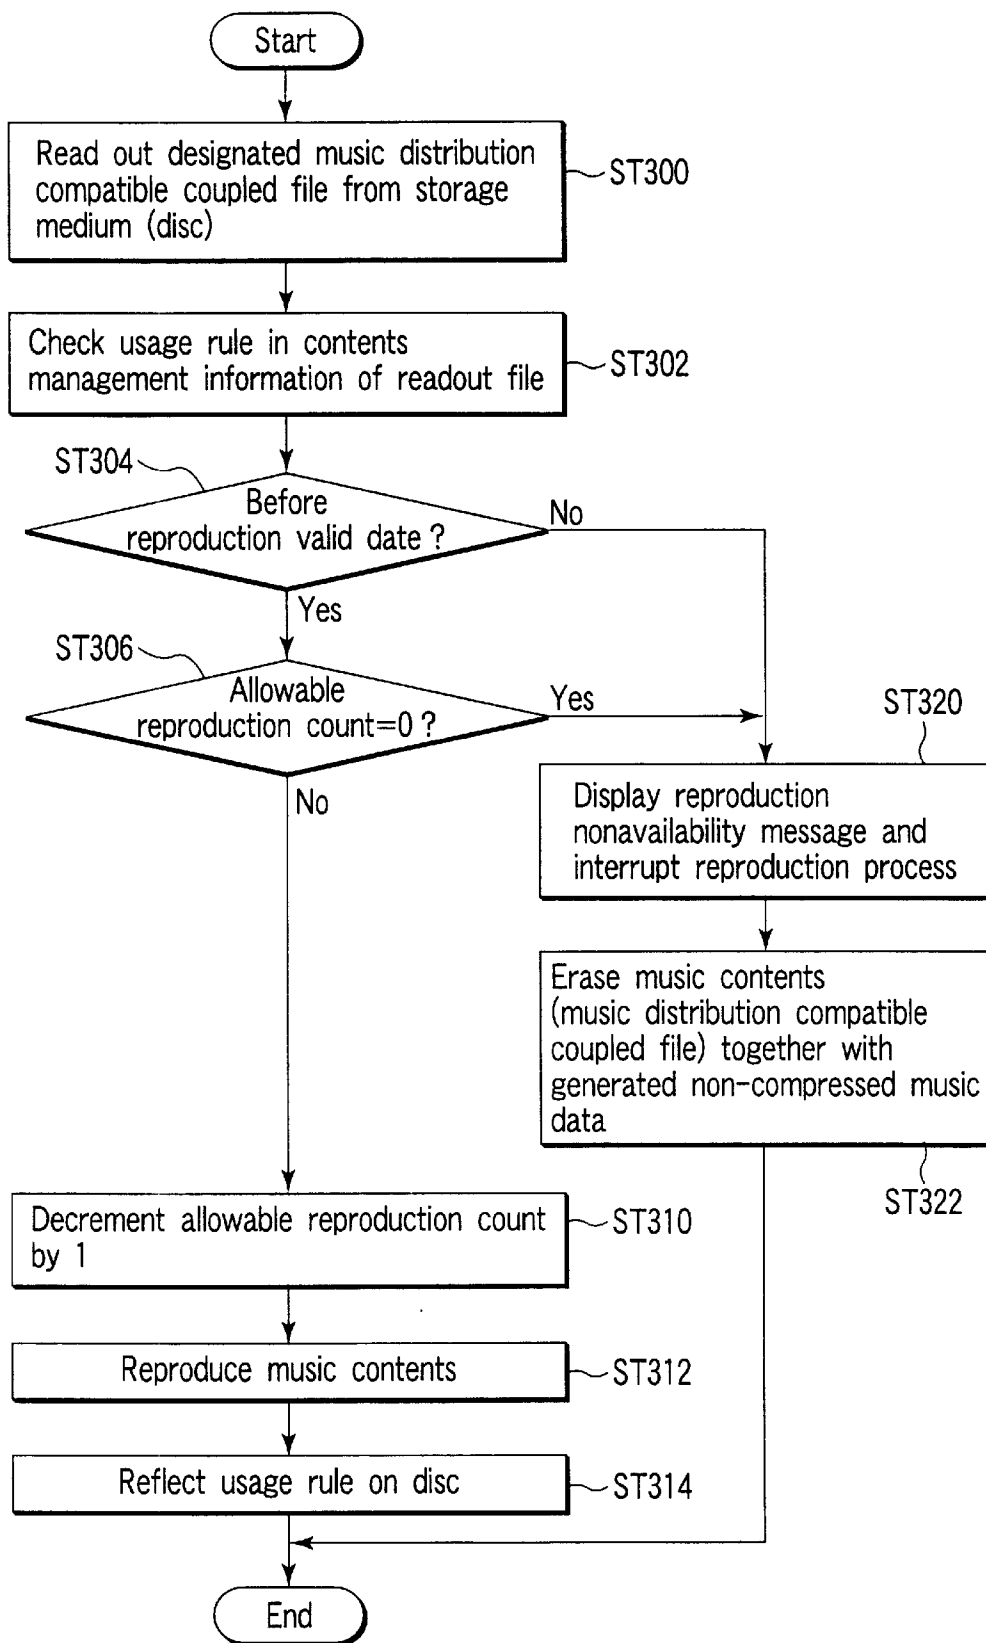 Start
Read out designated music distribution
compatible coupled file from storage
medium (disc)
ST300
Check usage rule in contents
management information of readout file
ST302
ST304
Before
reproduction valid date ?
No
Yes
ST306
Allowable
reproduction count=0 ?
Yes
No
ST320
Display reproduction
nonavailability message and
interrupt reproduction process
Erase music contents
(music distribution compatible
coupled file) together with
generated non-compressed music
data
ST322
Decrement allowable reproduction count
by 1
ST310
Reproduce music contents
ST312
Reflect usage rule on disc
ST314
End